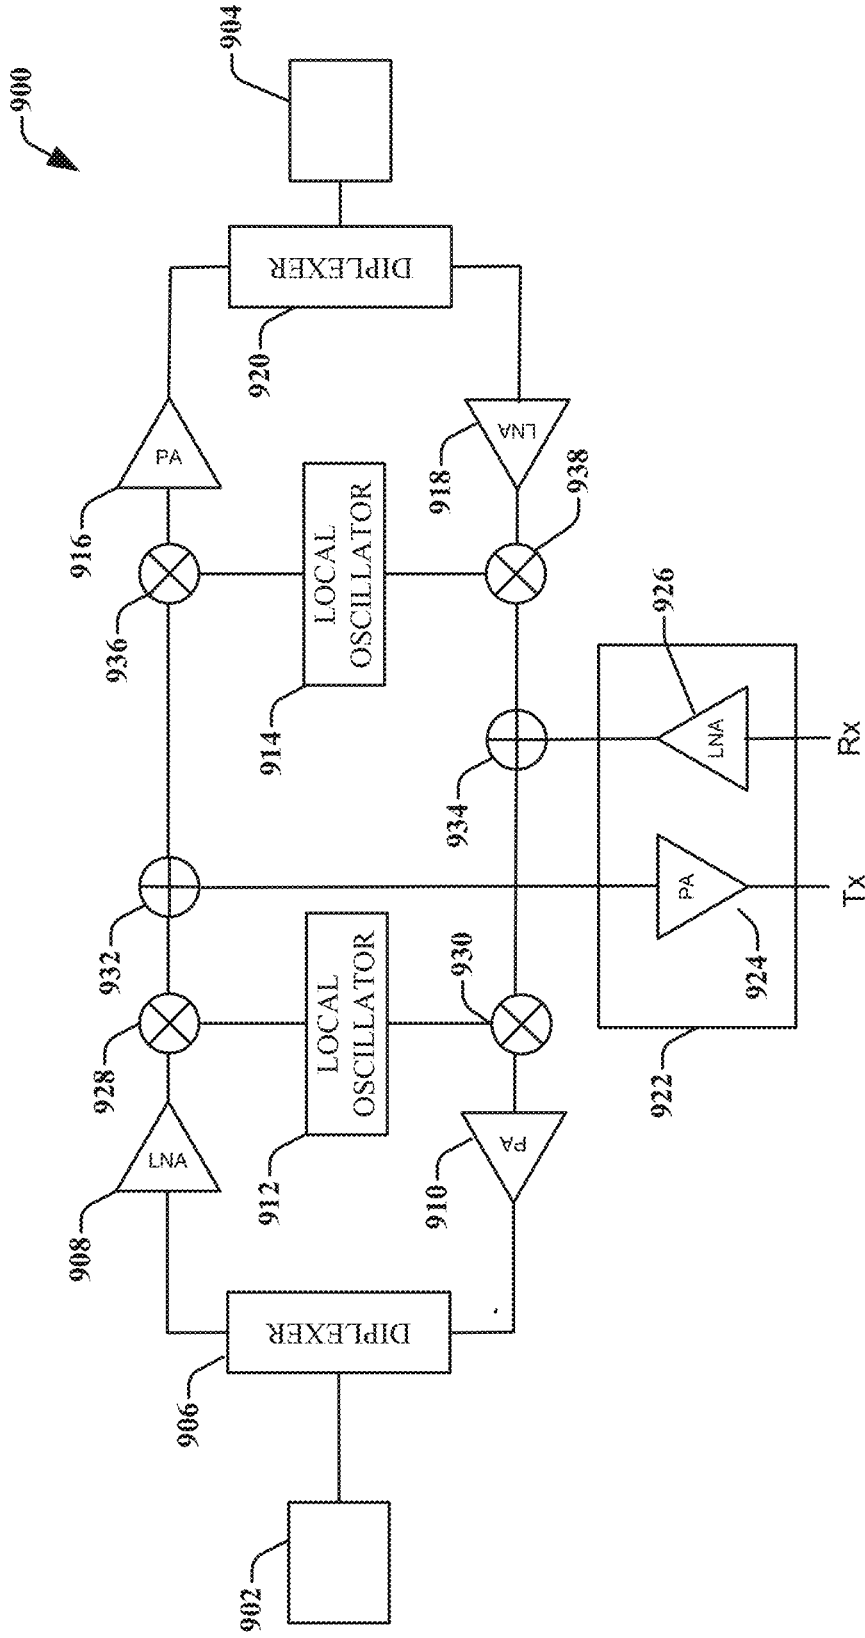 900
904
DIPLEXER
920
PA
916
LNA
918
936
938
LOCAL
OSCILLATOR
914
926
LNA
Rx
934
932
PA
924
Tx
922
LOCAL
OSCILLATOR
912
928
930
LNA
908
PA
910
DIPLEXER
906
902